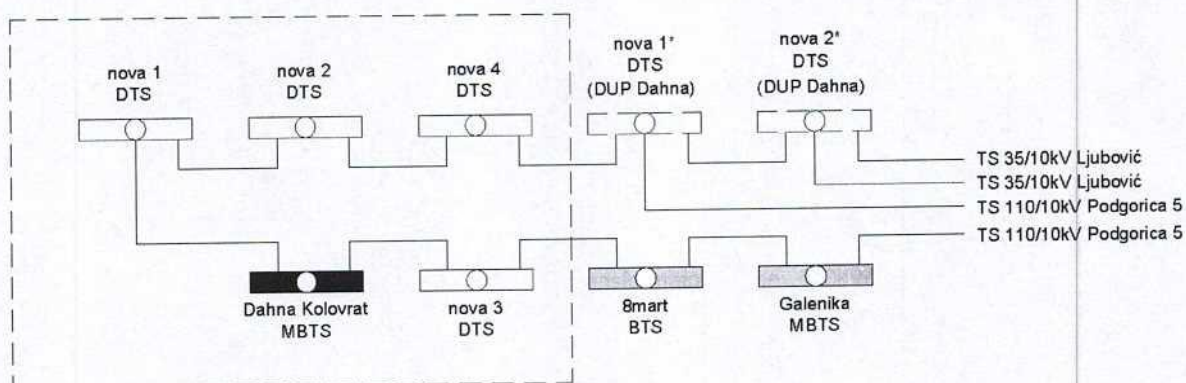 nova 1
DTS
nova 2
DTS
nova 4
DTS
nova 1*
DTS
(DUP Dahna)
nova 2*
DTS
(DUP Dahna)
TS 35/10kV Ljubović
TS 35/10kV Ljubović
TS 110/10kV Podgorica 5
TS 110/10kV Podgorica 5
Dahna Kolovrat
MBTS
nova 3
DTS
8mart
BTS
Galenika
MBTS